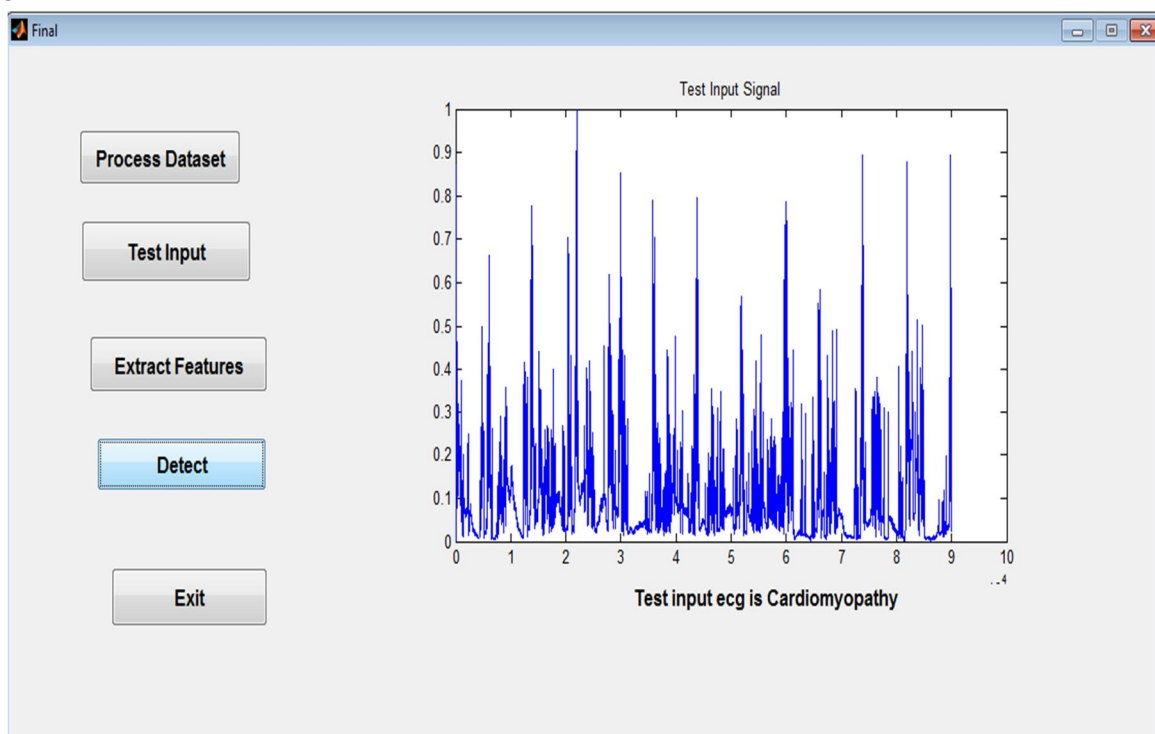 Final
Test Input Signal
Process Dataset
Test Input
Extract Features
Detect
Exit
1
0.9
0.8
0.7
0.6
0.5
0.4
0.3
0.2
0.1
0
0 1 2 3 4 5 6 7 8 9 10
Test input ecg is Cardiomyopathy